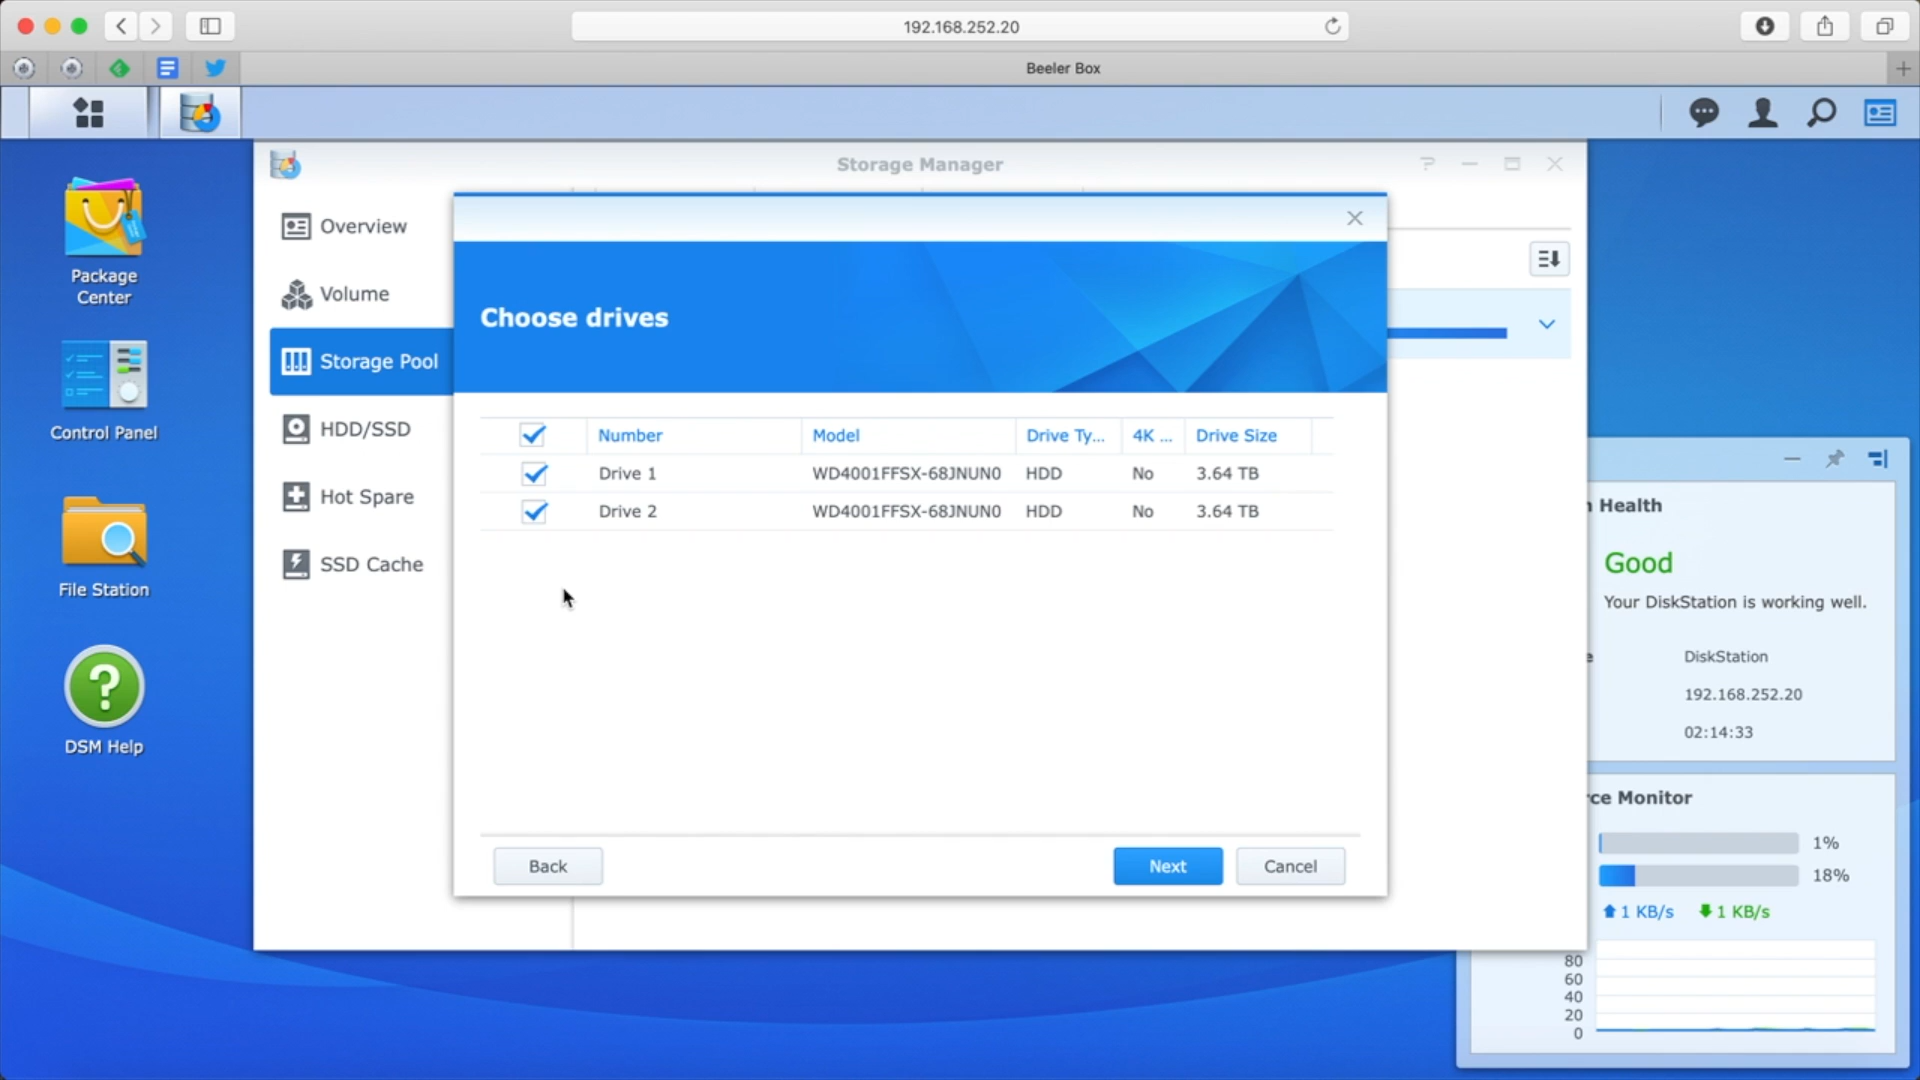 192.168.252.20
Beeler Box
Storage Manager
Package
Center
Control Panel
File Station
DSM Help
Overview
Volume
Storage Pool
HDD/SSD
Hot Spare
SSD Cache
Choose drives
Number Model Drive Ty... 4K ... Drive Size
Drive 1 WD4001FFSX-68JNUN0 HDD No 3.64 TB
Drive 2 WD4001FFSX-68JNUN0 HDD No 3.64 TB
Back Next Cancel
Health
Good
Your DiskStation is working well.
DiskStation
192.168.252.20
02:14:33
rce Monitor
1%
18%
1 KB/s 1 KB/s
80
60
40
20
0